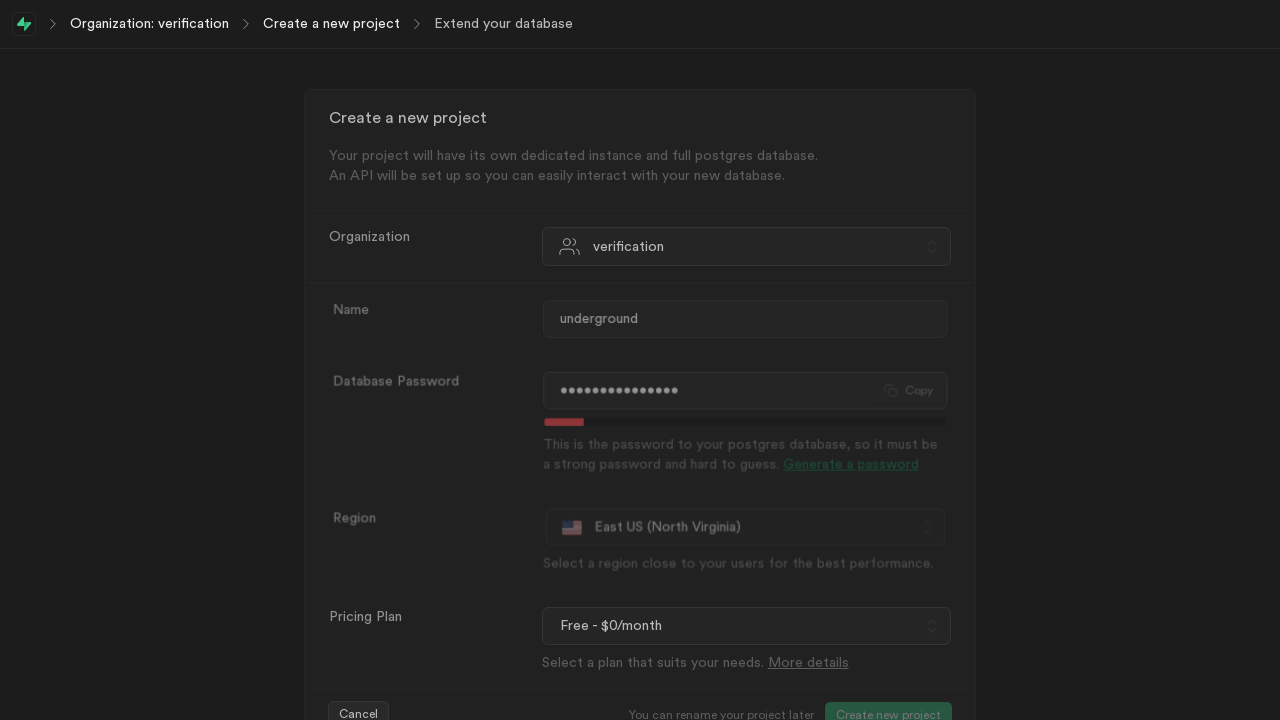 Organization: verification
Create a new project
Extend your database
Create a new project
Your project will have its own dedicated instance and full postgres database.
An API will be set up so you can easily interact with your new database.
Organization
verification
Name
underground
Database Password
•••••••••••••••
Copy
This is the password to your postgres database, so it must be
a strong password and hard to guess. Generate a password
Region
East US (North Virginia)
Select a region close to your users for the best performance.
Pricing Plan
Free - $0/month
Select a plan that suits your needs. More details
Cancel
You can rename your project later
Create new project